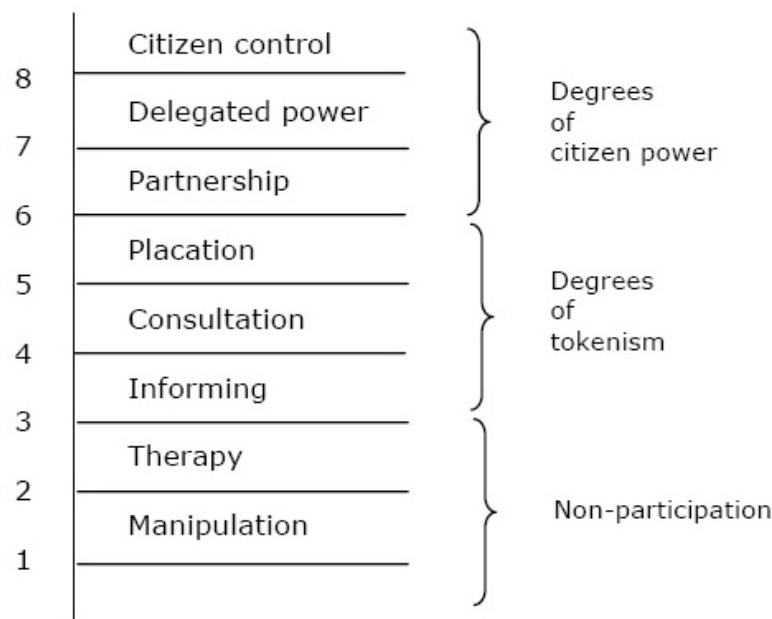 Citizen control
8
Delegated power
7
Partnership
6
Degrees
of
citizen power
Placation
5
Consultation
4
Informing
3
Degrees
of
tokenism
Therapy
2
Manipulation
1
Non-participation